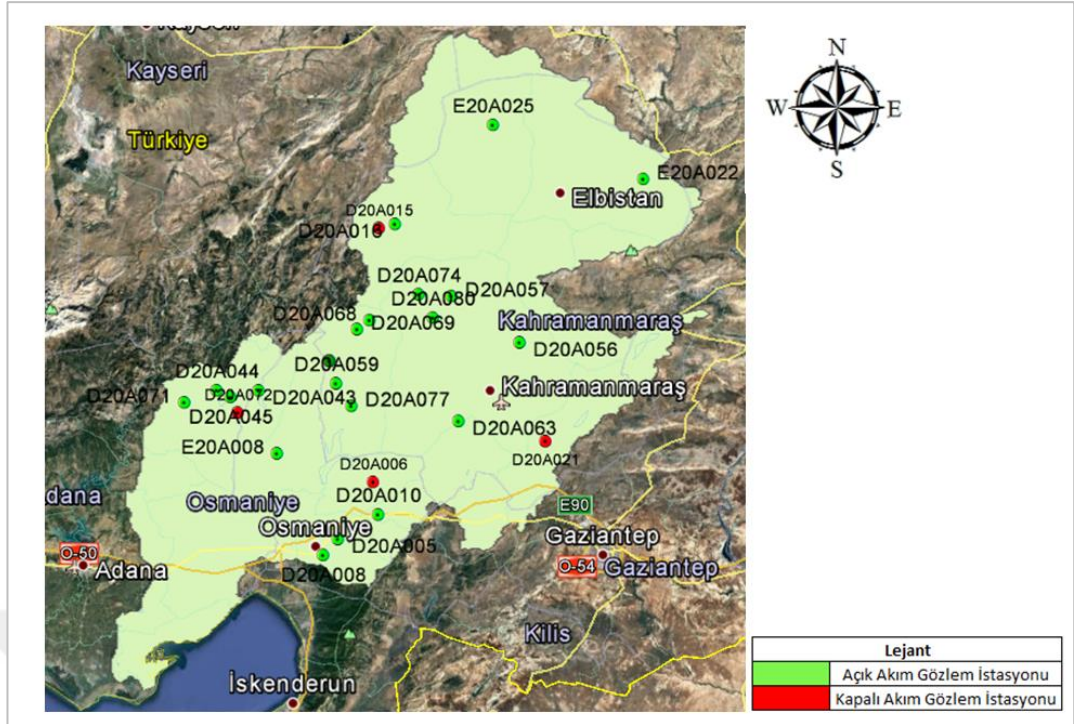 Kayseri
Kayseri
Türkiye
E20A025
E20A022
Elbistan
D20A015
D20A016
D20A074
D20A080
D20A057
D20A068
D20A069
Kahramanmaraş
D20A056
D20A059
D20A044
D20A071
D20A072
D20A043
D20A045
D20A077
Kahramanmaraş
D20A063
E20A008
D20A021
D20A006
D20A010
Osmaniye
Osmaniye
E90
Gaziantep
D20A005
O-50
Adana
O-54
Gaziantep
D20A008
Kilis
İskenderun
N
W E
S
Lejant
Açık Akım Gözlem İstasyonu
Kapalı Akım Gözlem İstasyonu